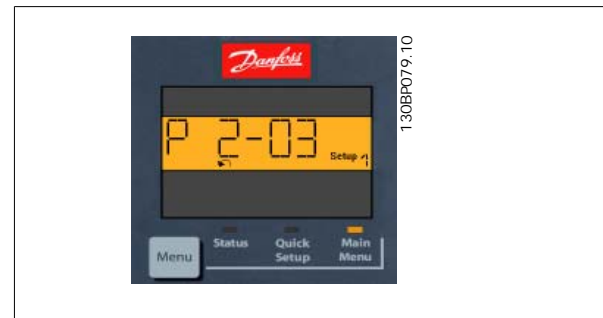 Danfoss
130BP079.10
P 2-03
Setup 1
Menu
Status
Quick Setup
Main Menu